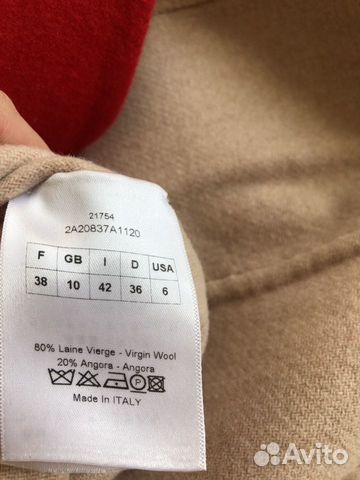 21754
2A20837A1120
F GB I D USA
38 10 42 36 6
80% Laine Vierge - Virgin Wool
20% Angora - Angora
P
Made In ITALY
Avito